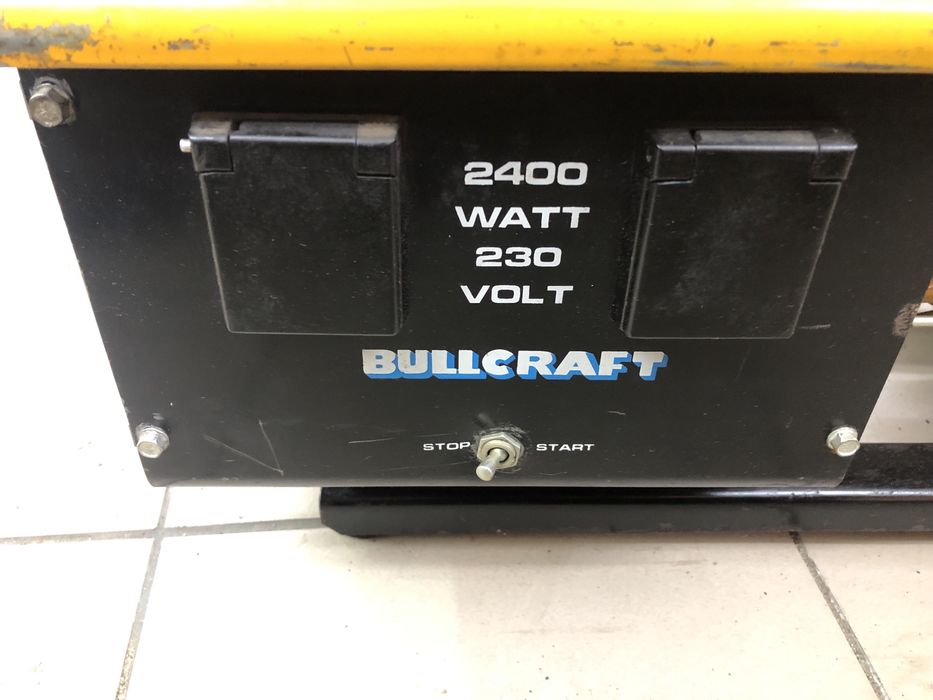 2400
WATT
230
VOLT
BULLCRAFT
STOP START